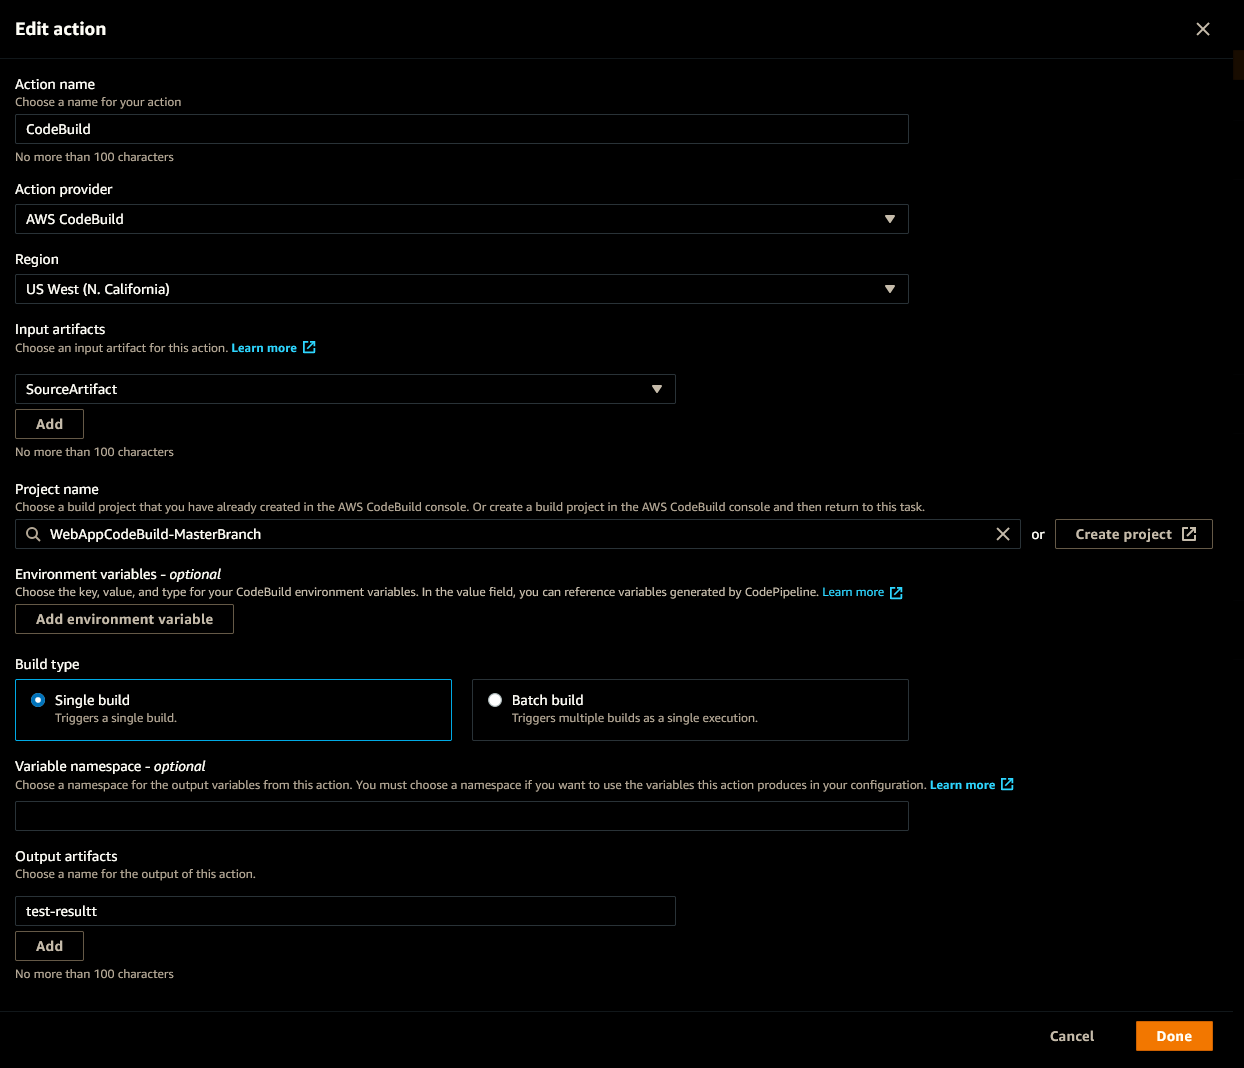 Edit action
Action name
Choose a name for your action
CodeBuild
No more than 100 characters
Action provider
AWS CodeBuild
Region
US West (N. California)
Input artifacts
Choose an input artifact for this action. Learn more
SourceArtifact
Add
No more than 100 characters
Project name
Choose a build project that you have already created in the AWS CodeBuild console. Or create a build project in the AWS CodeBuild console and then return to this task.
WebAppCodeBuild-MasterBranch or Create project
Environment variables - optional
Choose the key, value, and type for your CodeBuild environment variables. In the value field, you can reference variables generated by CodePipeline. Learn more
Add environment variable
Build type
Single build
Triggers a single build.
Batch build
Triggers multiple builds as a single execution.
Variable namespace - optional
Choose a namespace for the output variables from this action. You must choose a namespace if you want to use the variables this action produces in your configuration. Learn more
Output artifacts
Choose a name for the output of this action.
test-resultt
Add
No more than 100 characters
Cancel Done